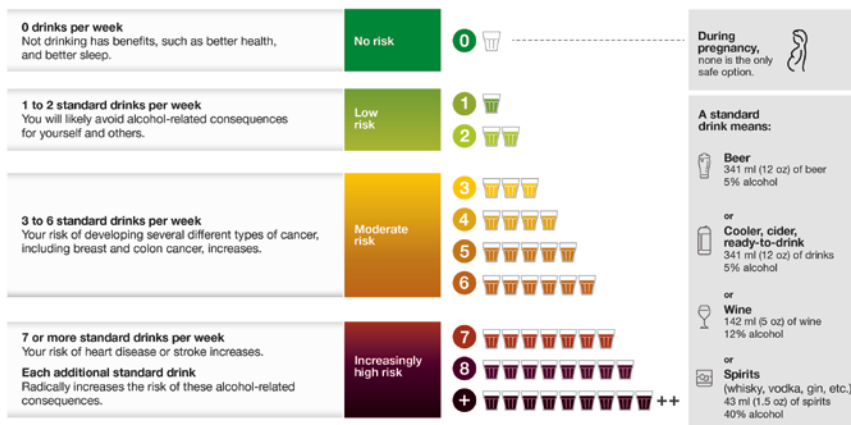 0 drinks per week
Not drinking has benefits, such as better health,
and better sleep.
No risk
0
During
pregnancy,
none is the only
safe option.
1 to 2 standard drinks per week
You will likely avoid alcohol-related consequences
for yourself and others.
Low
risk
1
2
3 to 6 standard drinks per week
Your risk of developing several different types of cancer,
including breast and colon cancer, increases.
Moderate
risk
3
4
5
6
7 or more standard drinks per week
Your risk of heart disease or stroke increases.
Each additional standard drink
Radically increases the risk of these alcohol-related
consequences.
Increasingly
high risk
7
8
+
++
A standard
drink means:
Beer
341 ml (12 oz) of beer
5% alcohol
or
Cooler, cider,
ready-to-drink
341 ml (12 oz) of drinks
5% alcohol
or
Wine
142 ml (5 oz) of wine
12% alcohol
or
Spirits
(whisky, vodka, gin, etc.)
43 ml (1.5 oz) of spirits
40% alcohol